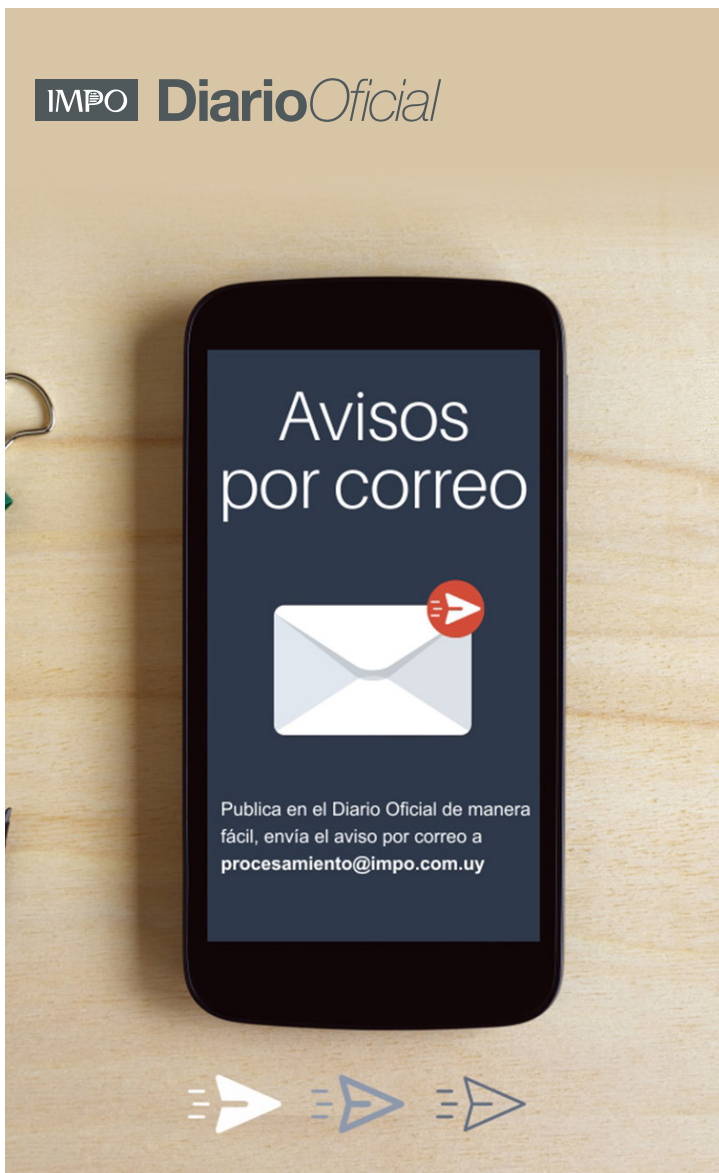 IMPO DiarioOficial
Avisos
por correo
Publica en el Diario Oficial de manera
fácil, envía el aviso por correo a
procesamiento@impo.com.uy